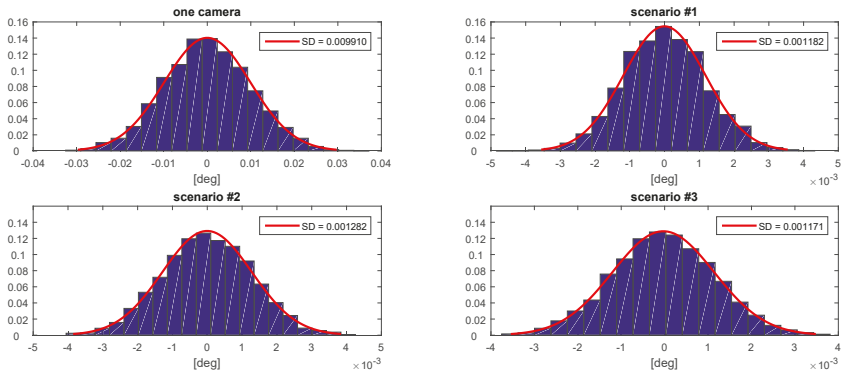 one camera
0.16
0.14
0.12
0.1
0.08
0.06
0.04
0.02
0
SD = 0.009910
-0.04 -0.03 -0.02 -0.01 0 0.01 0.02 0.03 0.04
[deg]
scenario #1
0.16
0.14
0.12
0.1
0.08
0.06
0.04
0.02
0
SD = 0.001182
-5 -4 -3 -2 -1 0 1 2 3 4 5
[deg]
×10⁻³
scenario #2
0.14
0.12
0.1
0.08
0.06
0.04
0.02
0
SD = 0.001282
-5 -4 -3 -2 -1 0 1 2 3 4 5
[deg]
×10⁻³
scenario #3
0.14
0.12
0.1
0.08
0.06
0.04
0.02
0
SD = 0.001171
-4 -3 -2 -1 0 1 2 3 4
[deg]
×10⁻³